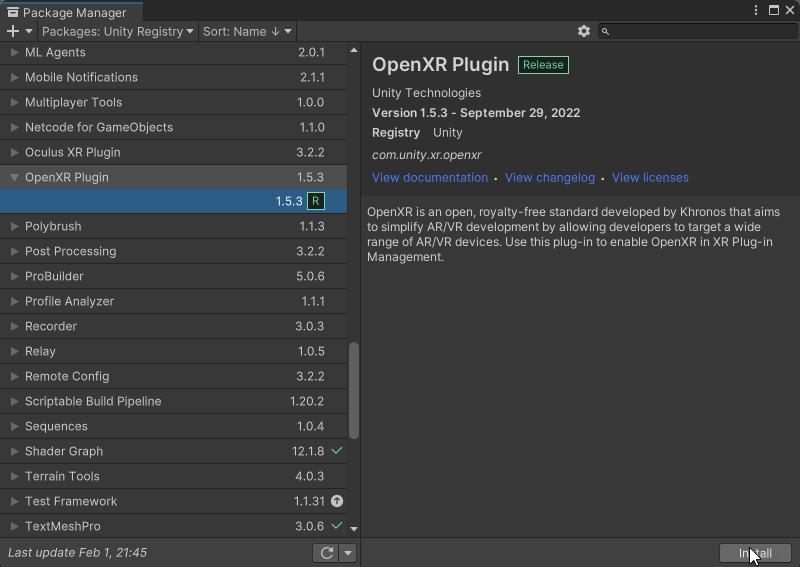 Package Manager
Packages: Unity Registry
Sort: Name ↓
ML Agents 2.0.1
Mobile Notifications 2.1.1
Multiplayer Tools 1.0.0
Netcode for GameObjects 1.1.0
Oculus XR Plugin 3.2.2
OpenXR Plugin 1.5.3
1.5.3 R
Polybrush 1.1.3
Post Processing 3.2.2
ProBuilder 5.0.6
Profile Analyzer 1.1.1
Recorder 3.0.3
Relay 1.0.5
Remote Config 3.2.2
Scriptable Build Pipeline 1.20.2
Sequences 1.0.4
Shader Graph 12.1.8
Terrain Tools 4.0.3
Test Framework 1.1.31
TextMeshPro 3.0.6
Last update Feb 1, 21:45
OpenXR Plugin Release
Unity Technologies
Version 1.5.3 - September 29, 2022
Registry Unity
com.unity.xr.openxr
View documentation • View changelog • View licenses
OpenXR is an open, royalty-free standard developed by Khronos that aims
to simplify AR/VR development by allowing developers to target a wide
range of AR/VR devices. Use this plug-in to enable OpenXR in XR Plug-in
Management.
Install